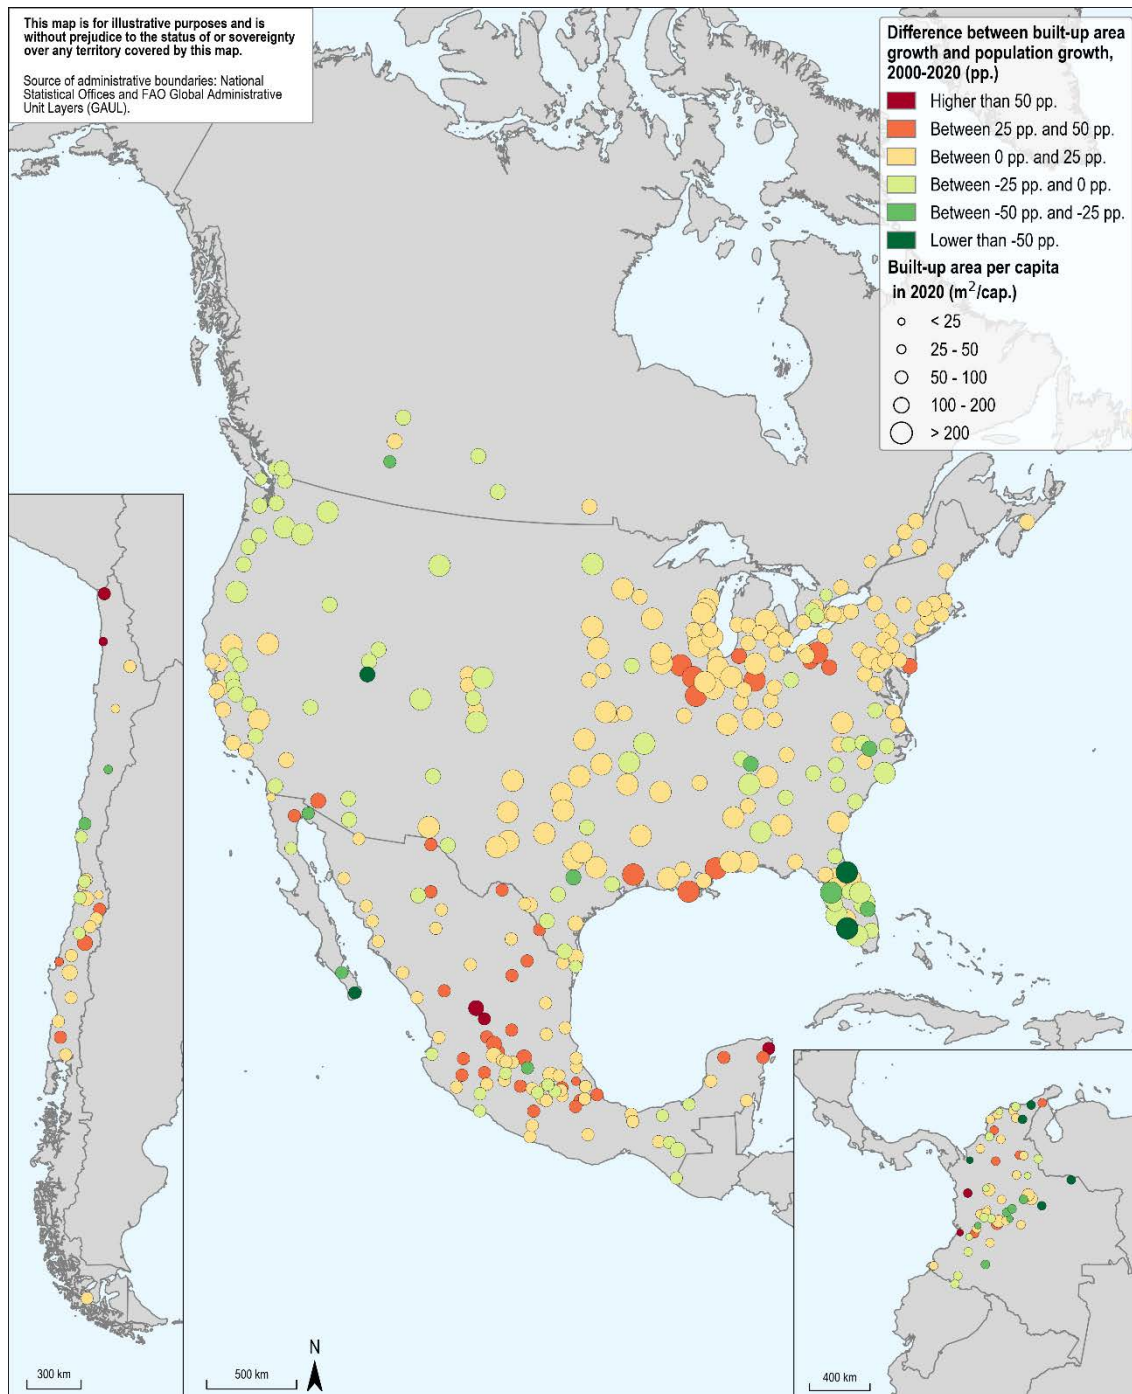 This map is for illustrative purposes and is
without prejudice to the status of or sovereignty
over any territory covered by this map.
Source of administrative boundaries: National
Statistical Offices and FAO Global Administrative
Unit Layers (GAUL).
Difference between built-up area
growth and population growth,
2000-2020 (pp.)
Higher than 50 pp.
Between 25 pp. and 50 pp.
Between 0 pp. and 25 pp.
Between -25 pp. and 0 pp.
Between -50 pp. and -25 pp.
Lower than -50 pp.
Built-up area per capita
in 2020 (m²/cap.)
< 25
25 - 50
50 - 100
100 - 200
> 200
300 km
500 km
N
400 km